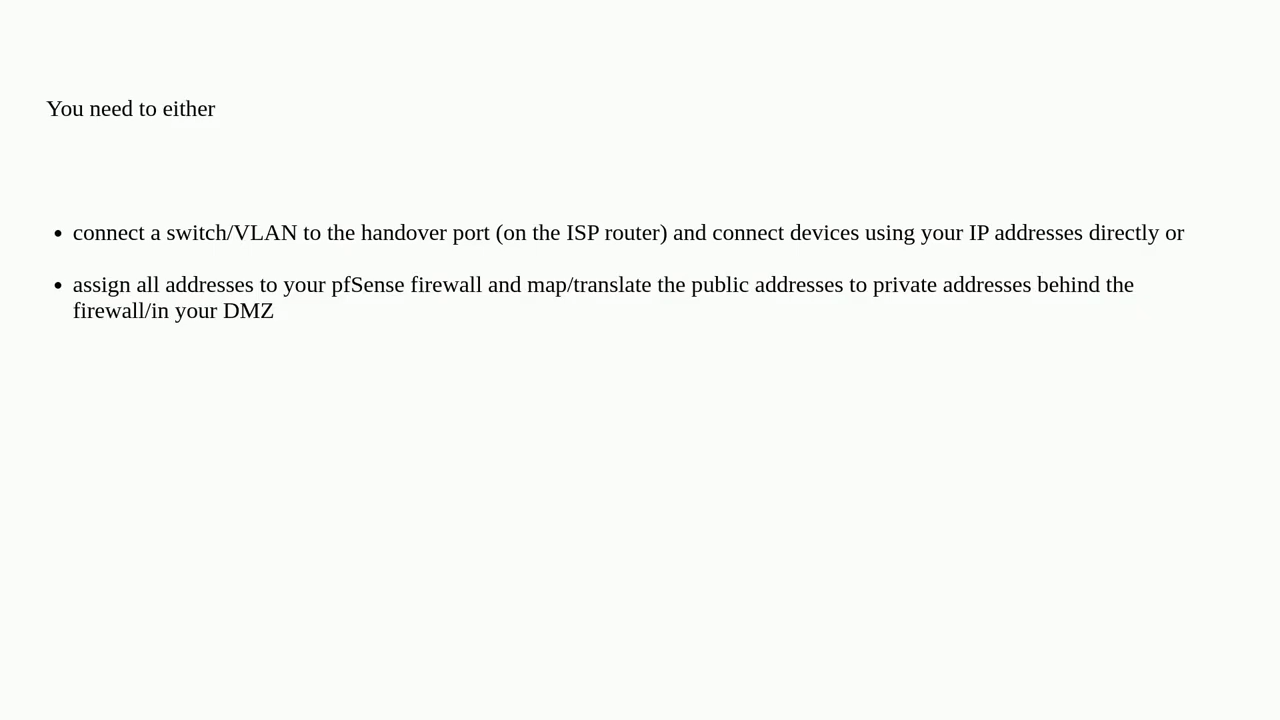 You need to either
• connect a switch/VLAN to the handover port (on the ISP router) and connect devices using your IP addresses directly or
• assign all addresses to your pfSense firewall and map/translate the public addresses to private addresses behind the
firewall/in your DMZ